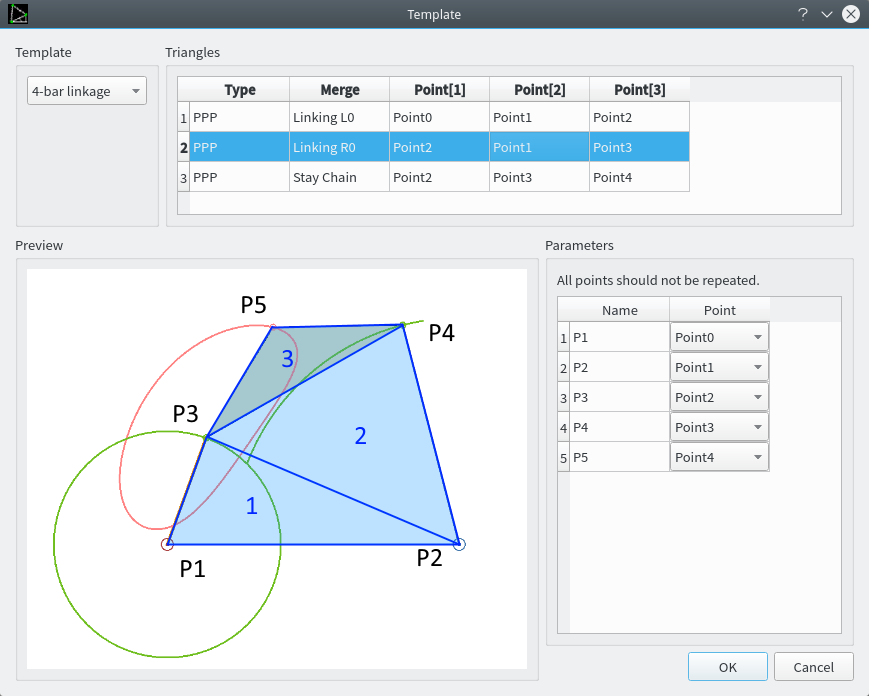 Template
Template
Triangles
4-bar linkage
Type Merge Point[1] Point[2] Point[3]
1 PPP Linking L0 Point0 Point1 Point2
2 PPP Linking R0 Point2 Point1 Point3
3 PPP Stay Chain Point2 Point3 Point4
Preview
Parameters
P5
P4
3
P3
2
1
P1
P2
All points should not be repeated.
Name Point
1 P1 Point0
2 P2 Point1
3 P3 Point2
4 P4 Point3
5 P5 Point4
OK
Cancel